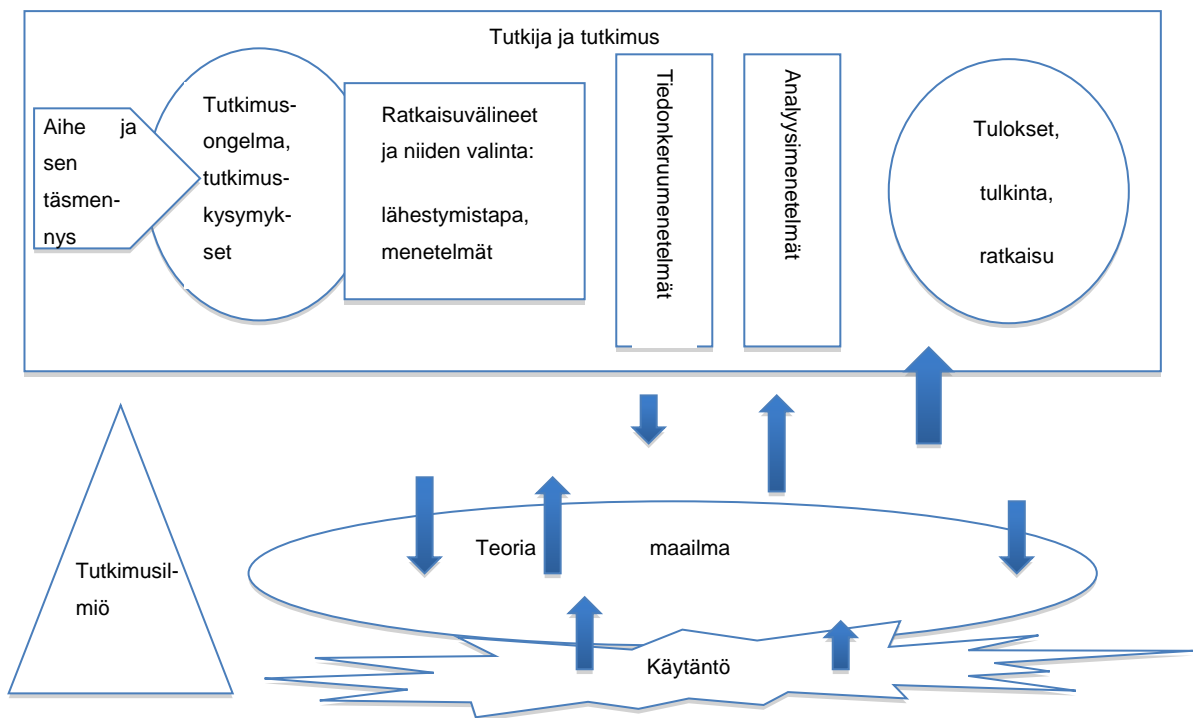 Tutkija ja tutkimus
Aihe ja
sen
täsmen-
nys
Tutkimus-
ongelma,
tutkimus-
kysymyk-
set
Ratkaisuvälineet
ja niiden valinta:
lähestymistapa,
menetelmät
Tiedonkeruumenetelmät
Analyysimenetelmät
Tulokset,
tulkinta,
ratkaisu
Tutkimusil-
miö
Teoria maailma
Käytäntö